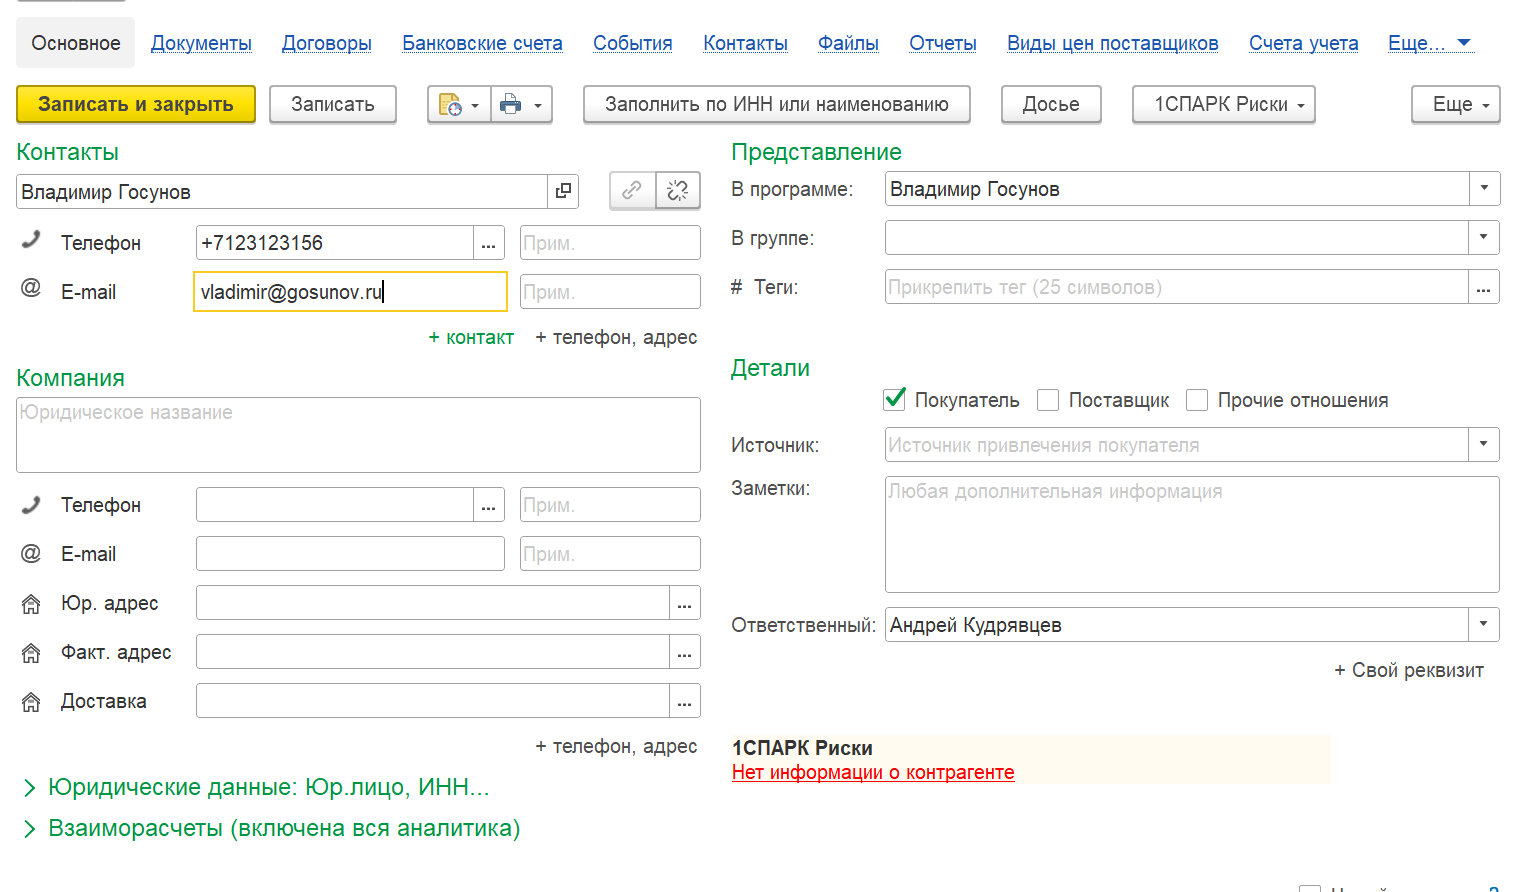 Основное Документы Договоры Банковские счета События Контакты Файлы Отчеты Виды цен поставщиков Счета учета Еще...
Записать и закрыть Записать Заполнить по ИНН или наименованию Досье 1СПАРК Риски Еще
Контакты
Владимир Госунов
Телефон +7123123156 ... Прим.
@ E-mail vladimir@gosunov.ru Прим.
+ контакт + телефон, адрес
Компания
Юридическое название
Телефон ... Прим.
@ E-mail Прим.
Юр. адрес ...
Факт. адрес ...
Доставка ...
+ телефон, адрес
> Юридические данные: Юр.лицо, ИНН...
> Взаиморасчеты (включена вся аналитика)
Представление
В программе: Владимир Госунов
В группе:
# Теги: Прикрепить тег (25 символов) ...
Детали
Покупатель Поставщик Прочие отношения
Источник: Источник привлечения покупателя
Заметки: Любая дополнительная информация
Ответственный: Андрей Кудрявцев
+ Свой реквизит
1СПАРК Риски
Нет информации о контрагенте